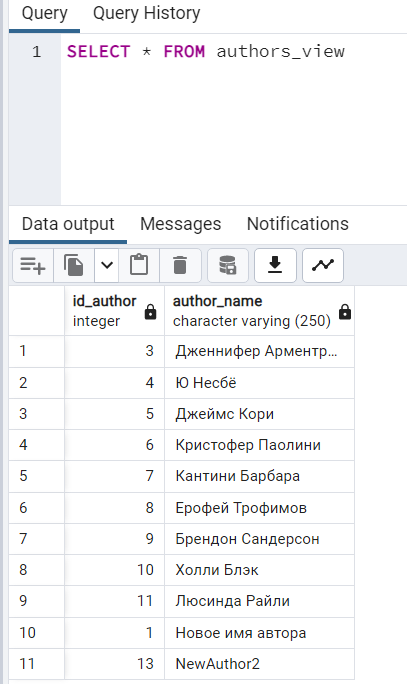 Query Query History
1 SELECT * FROM authors_view
Data output Messages Notifications
id_author author_name
integer character varying (250)
1 3 Дженнифер Арментр...
2 4 Ю Несбё
3 5 Джеймс Кори
4 6 Кристофер Паолини
5 7 Кантини Барбара
6 8 Ерофей Трофимов
7 9 Брендон Сандерсон
8 10 Холли Блэк
9 11 Люсинда Райли
10 1 Новое имя автора
11 13 NewAuthor2